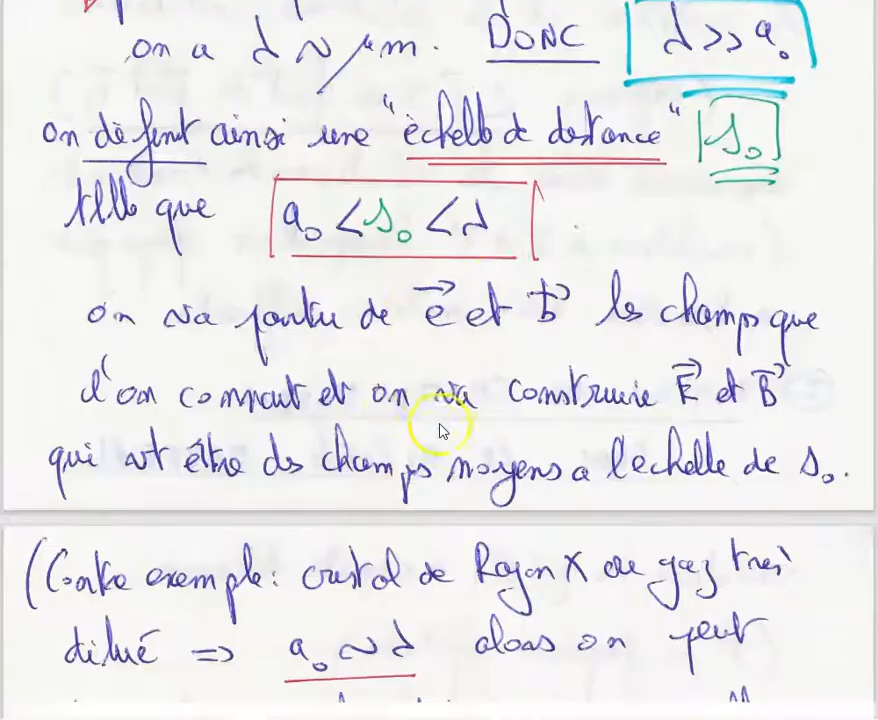 on a λ ~ μm. DONC λ >> a₀
on définit ainsi une "échelle de distance" s₀
telle que a₀ < s₀ < λ
on va partir de e⃗ et b⃗ les champs que
l'on connait et on va construire E⃗ et B⃗
qui vt être des champs moyens a l'echelle de s₀.
(Contre exemple: cristal de Rayon X ou gaz très
dilué => a₀ ~ λ alors on peut